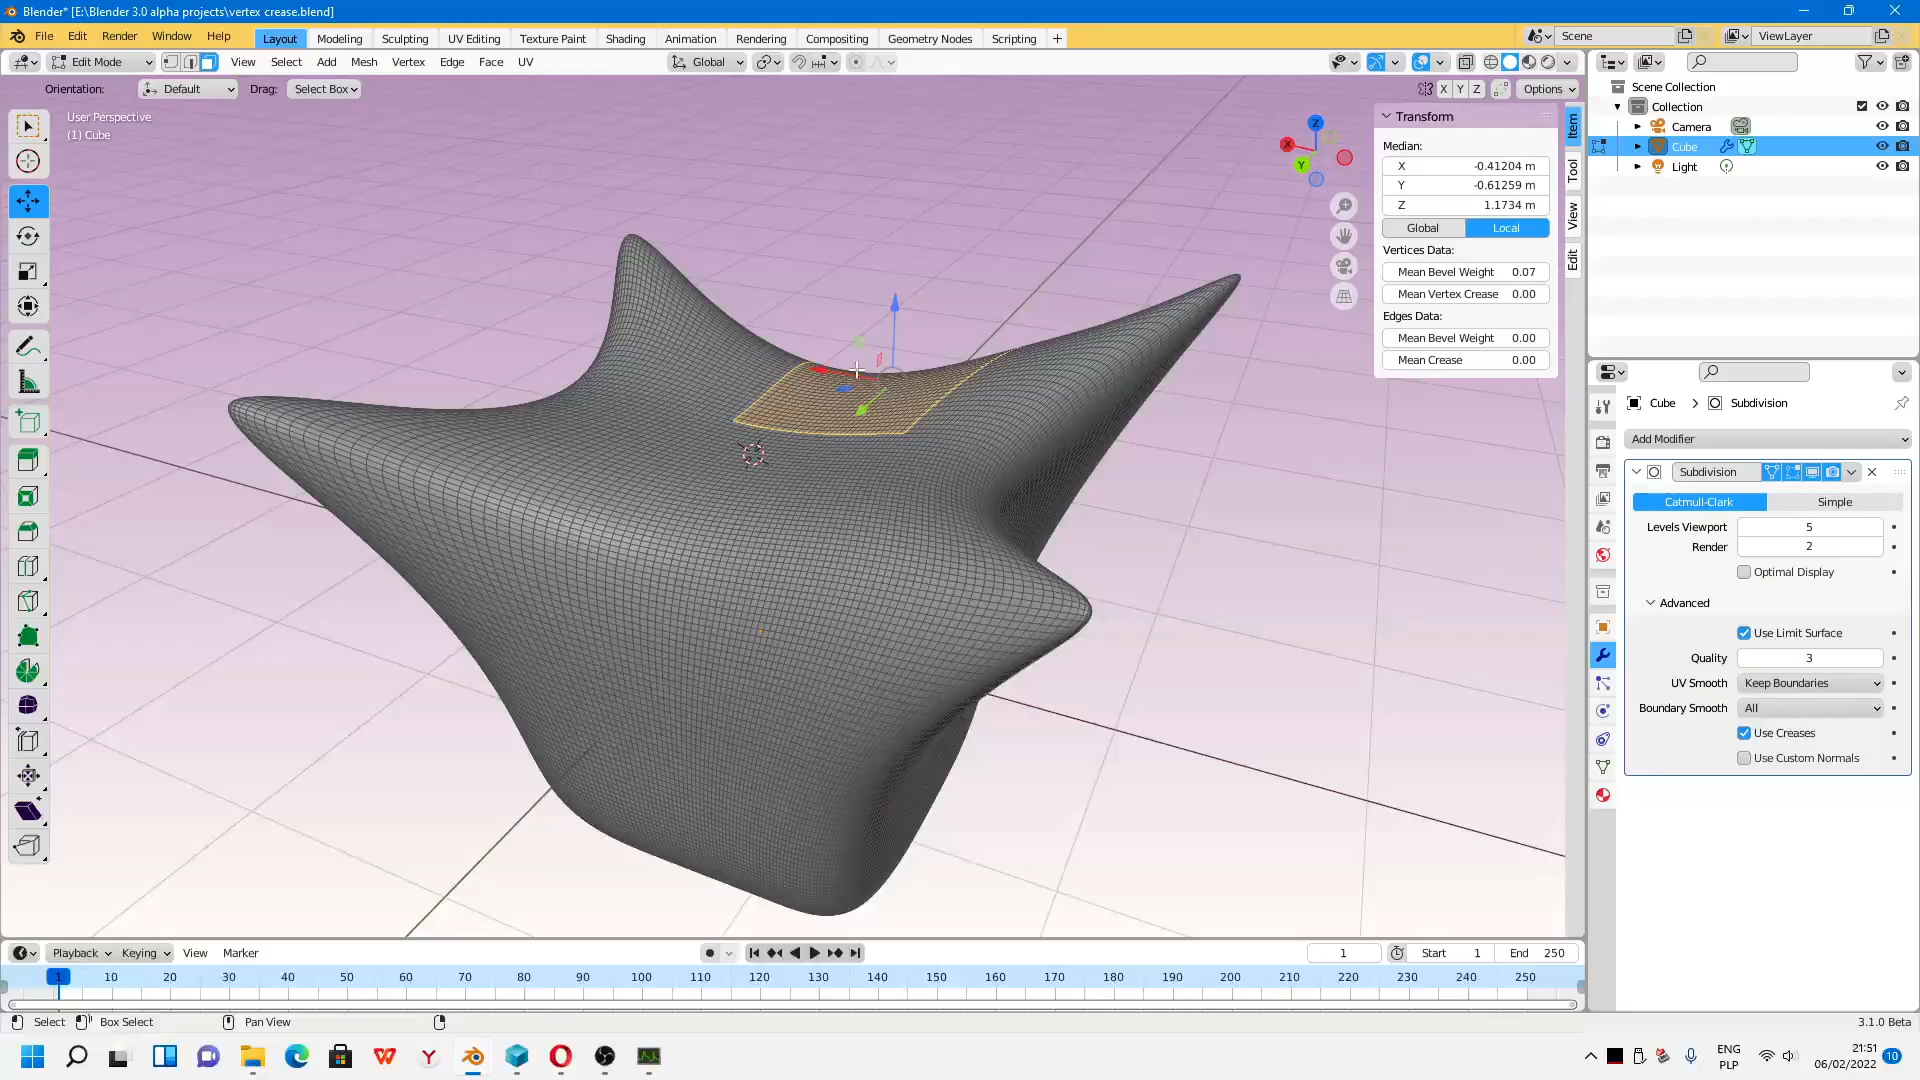 Blender* [E:\Blender 3.0 alpha projects\vertex crease.blend]
File Edit Render Window Help Layout Modeling Sculpting UV Editing Texture Paint Shading Animation Rendering Compositing Geometry Nodes Scripting + Scene ViewLayer
Edit Mode View Select Add Mesh Vertex Edge Face UV Global
Orientation: Default Drag: Select Box X Y Z Options
User Perspective
(1) Cube
Z
X
Y
Transform
Median:
X -0.41204 m
Y -0.61259 m
Z 1.1734 m
Global Local
Vertices Data:
Mean Bevel Weight 0.07
Mean Vertex Crease 0.00
Edges Data:
Mean Bevel Weight 0.00
Mean Crease 0.00
Item
Tool
View
Edit
Scene Collection
Collection
Camera
Cube
Light
Cube > Subdivision
Add Modifier
Subdivision
Catmull-Clark Simple
Levels Viewport 5
Render 2
Optimal Display
Advanced
Use Limit Surface
Quality 3
UV Smooth Keep Boundaries
Boundary Smooth All
Use Creases
Use Custom Normals
Playback Keying View Marker 1 Start 1 End 250
1 10 20 30 40 50 60 70 80 90 100 110 120 130 140 150 160 170 180 190 200 210 220 230 240 250
Select Box Select Pan View 3.1.0 Beta
ENG
PLP
21:51
06/02/2022
10